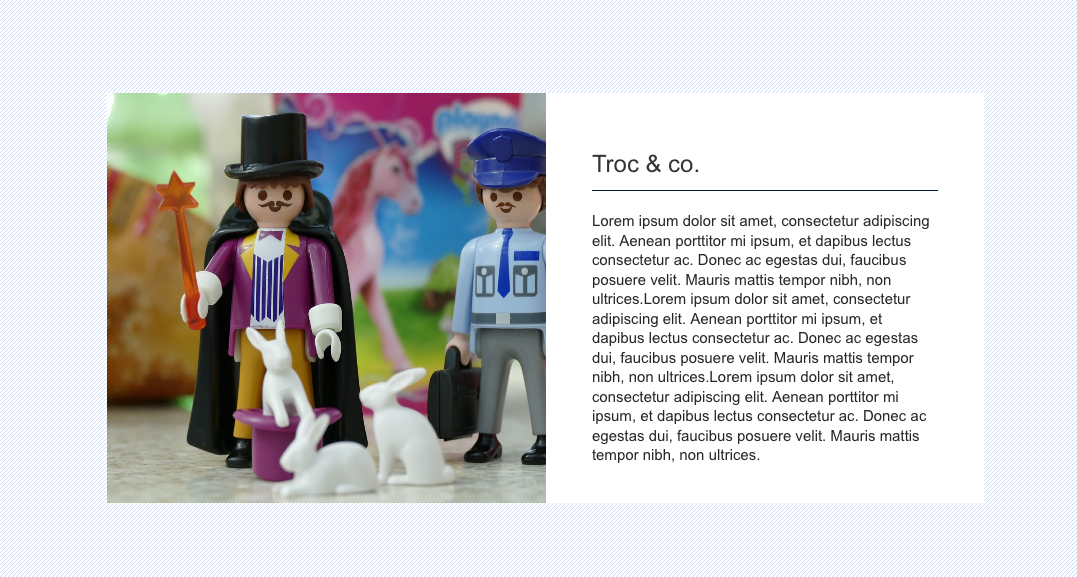 playmo
Troc & co.
Lorem ipsum dolor sit amet, consectetur adipiscing
elit. Aenean porttitor mi ipsum, et dapibus lectus
consectetur ac. Donec ac egestas dui, faucibus
posuere velit. Mauris mattis tempor nibh, non
ultrices.Lorem ipsum dolor sit amet, consectetur
adipiscing elit. Aenean porttitor mi ipsum, et
dapibus lectus consectetur ac. Donec ac egestas
dui, faucibus posuere velit. Mauris mattis tempor
nibh, non ultrices.Lorem ipsum dolor sit amet,
consectetur adipiscing elit. Aenean porttitor mi
ipsum, et dapibus lectus consectetur ac. Donec ac
egestas dui, faucibus posuere velit. Mauris mattis
tempor nibh, non ultrices.